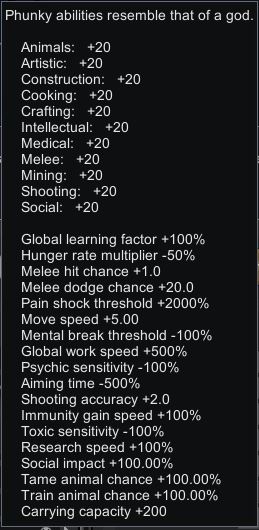 Phunky abilities resemble that of a god.
Animals: +20
Artistic: +20
Construction: +20
Cooking: +20
Crafting: +20
Intellectual: +20
Medical: +20
Melee: +20
Mining: +20
Shooting: +20
Social: +20
Global learning factor +100%
Hunger rate multiplier -50%
Melee hit chance +1.0
Melee dodge chance +20.0
Pain shock threshold +2000%
Move speed +5.00
Mental break threshold -100%
Global work speed +500%
Psychic sensitivity -100%
Aiming time -500%
Shooting accuracy +2.0
Immunity gain speed +100%
Toxic sensitivity -100%
Research speed +100%
Social impact +100.00%
Tame animal chance +100.00%
Train animal chance +100.00%
Carrying capacity +200